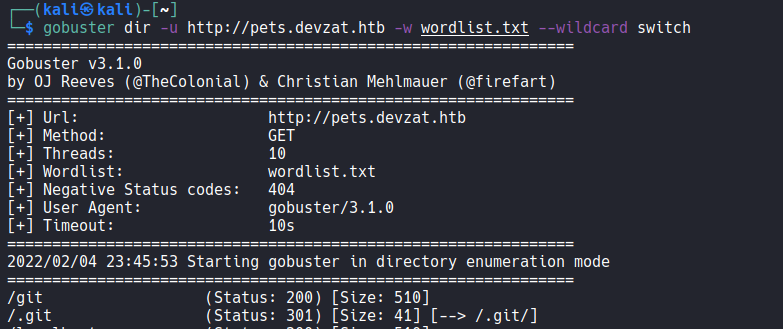 ┌──(kali㉿kali)-[~]
└─$ gobuster dir -u http://pets.devzat.htb -w wordlist.txt --wildcard switch
===============================================================
Gobuster v3.1.0
by OJ Reeves (@TheColonial) & Christian Mehlmauer (@firefart)
===============================================================
[+] Url:                     http://pets.devzat.htb
[+] Method:                  GET
[+] Threads:                 10
[+] Wordlist:                wordlist.txt
[+] Negative Status codes:   404
[+] User Agent:              gobuster/3.1.0
[+] Timeout:                 10s
===============================================================
2022/02/04 23:45:53 Starting gobuster in directory enumeration mode
===============================================================
/git                  (Status: 200) [Size: 510]
/.git                 (Status: 301) [Size: 41] [--> /.git/]